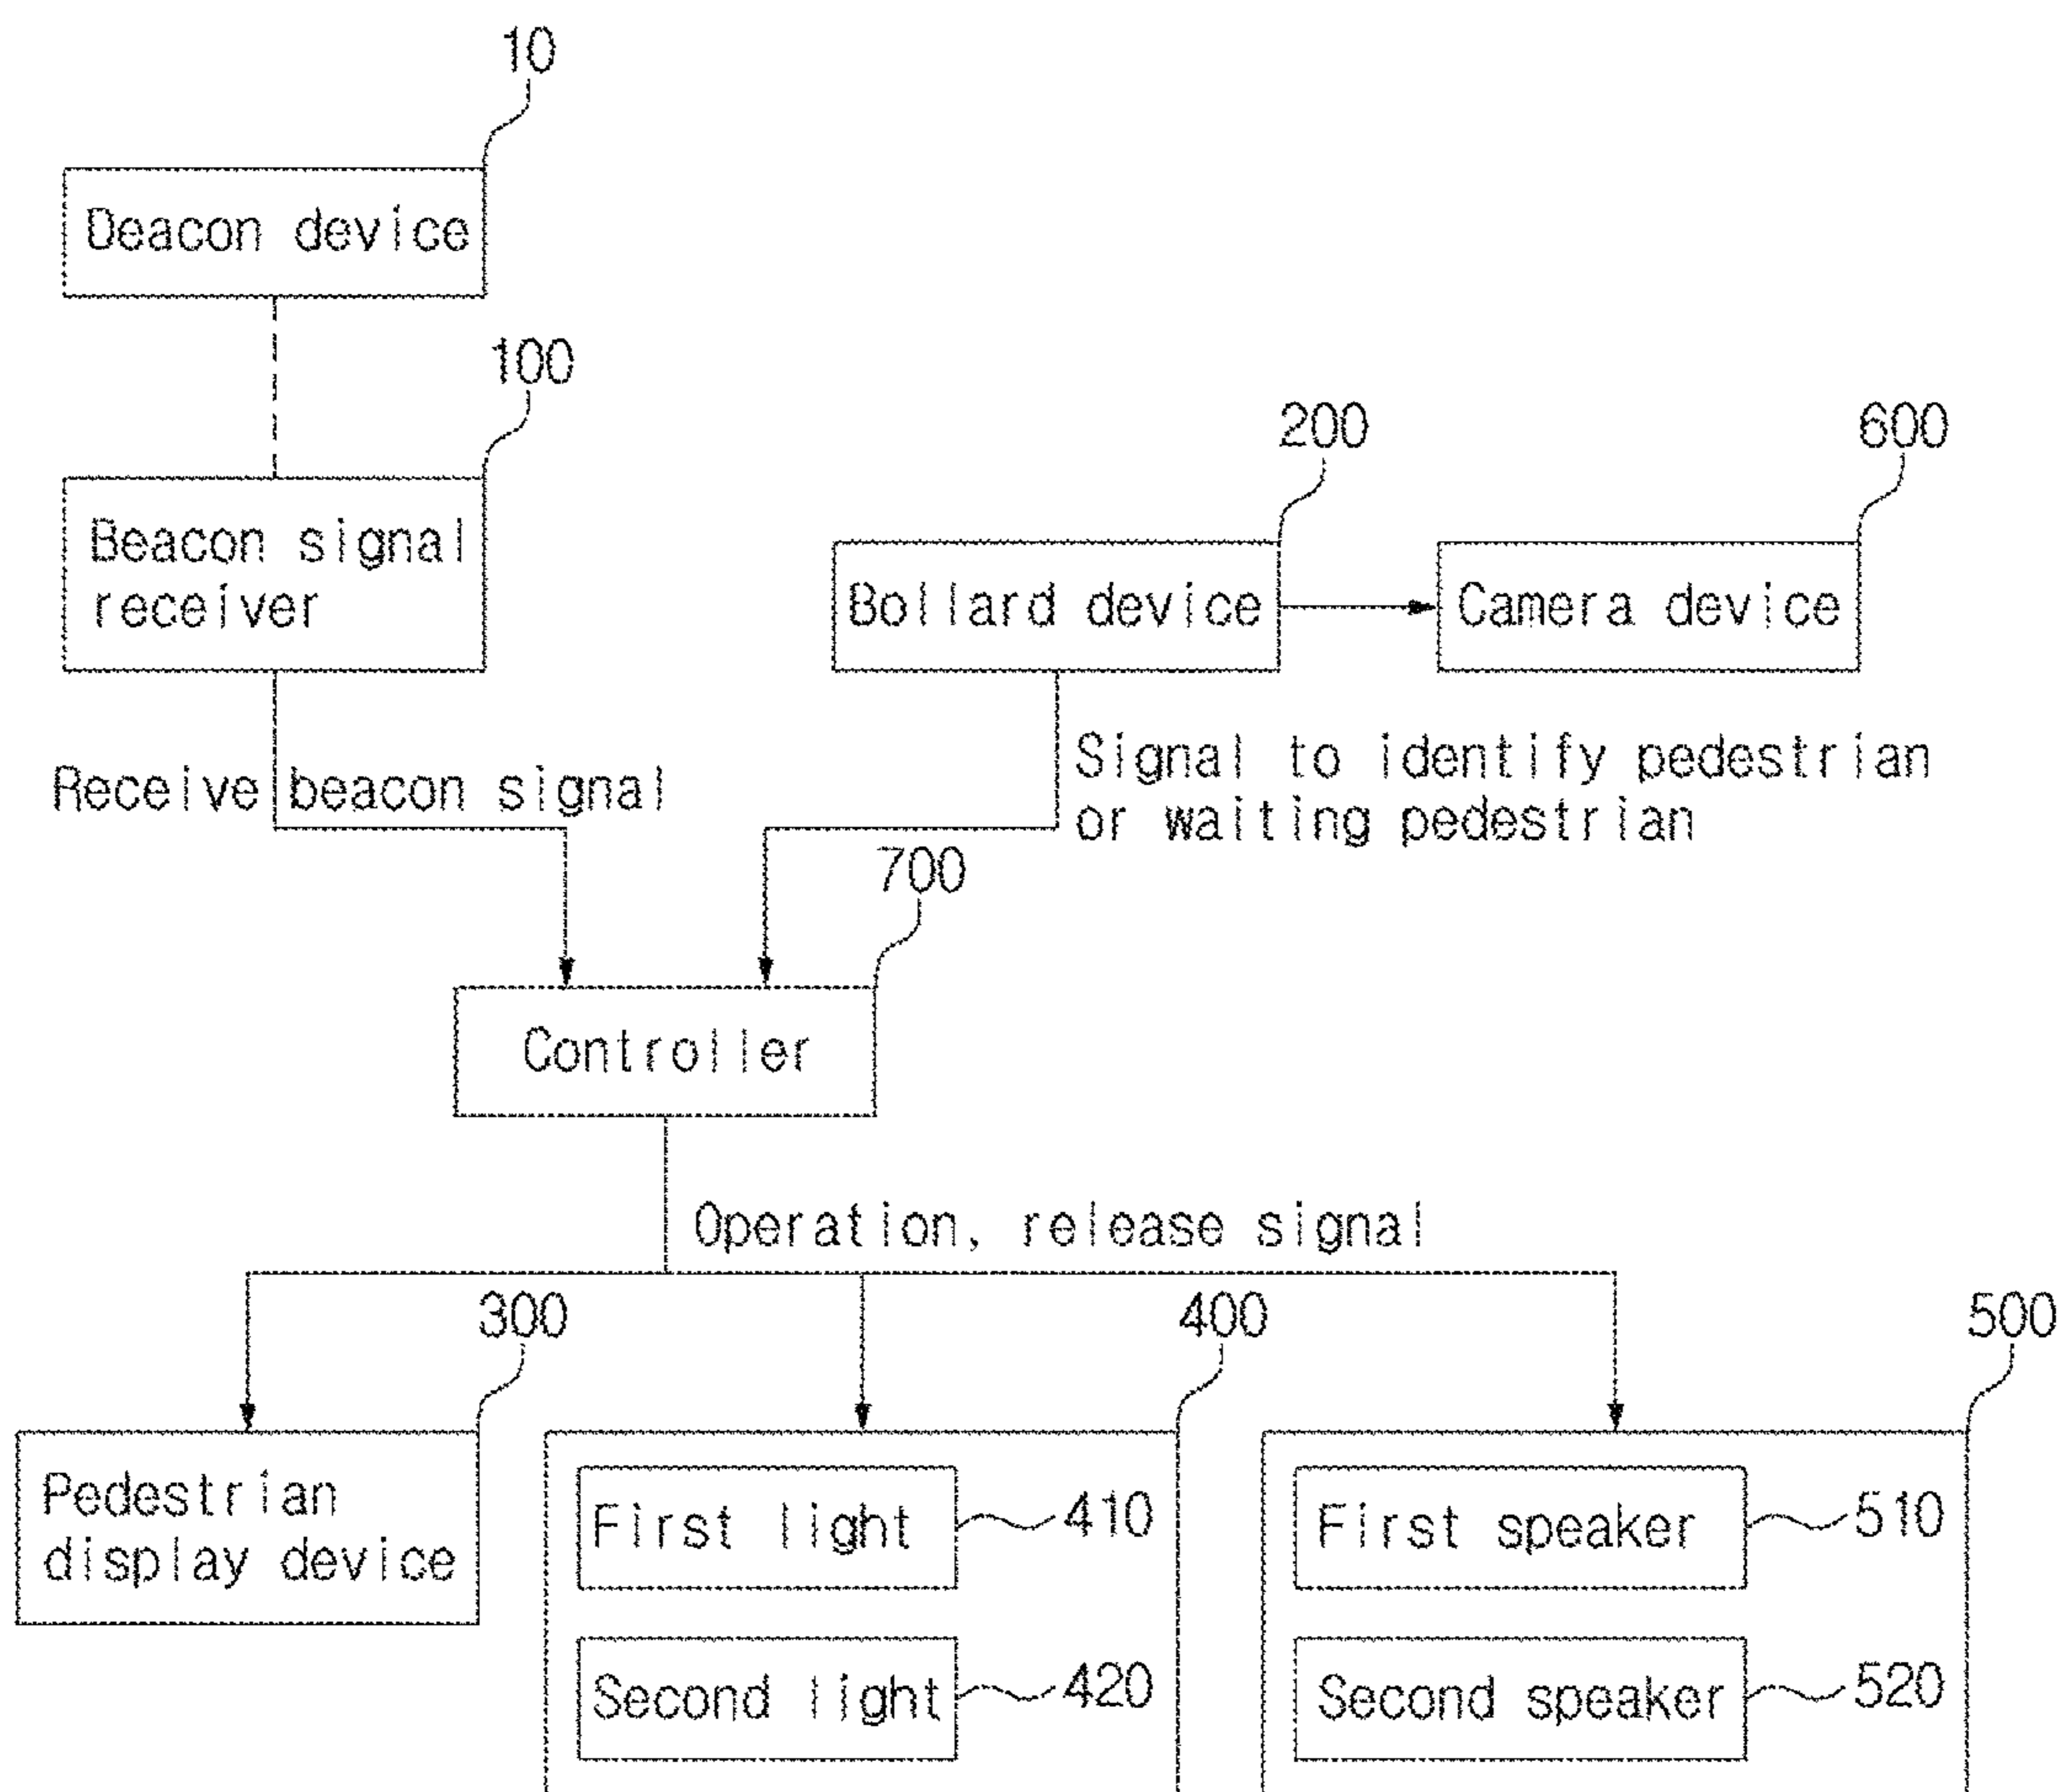 10
Deacon device
100
Beacon signal
receiver
200
Bollard device
600
Camera device
Receive beacon signal
Signal to identify pedestrian
or waiting pedestrian
700
Controller
Operation, release signal
300
Pedestrian
display device
400
First light
410
Second light
420
500
First speaker
510
Second speaker
520